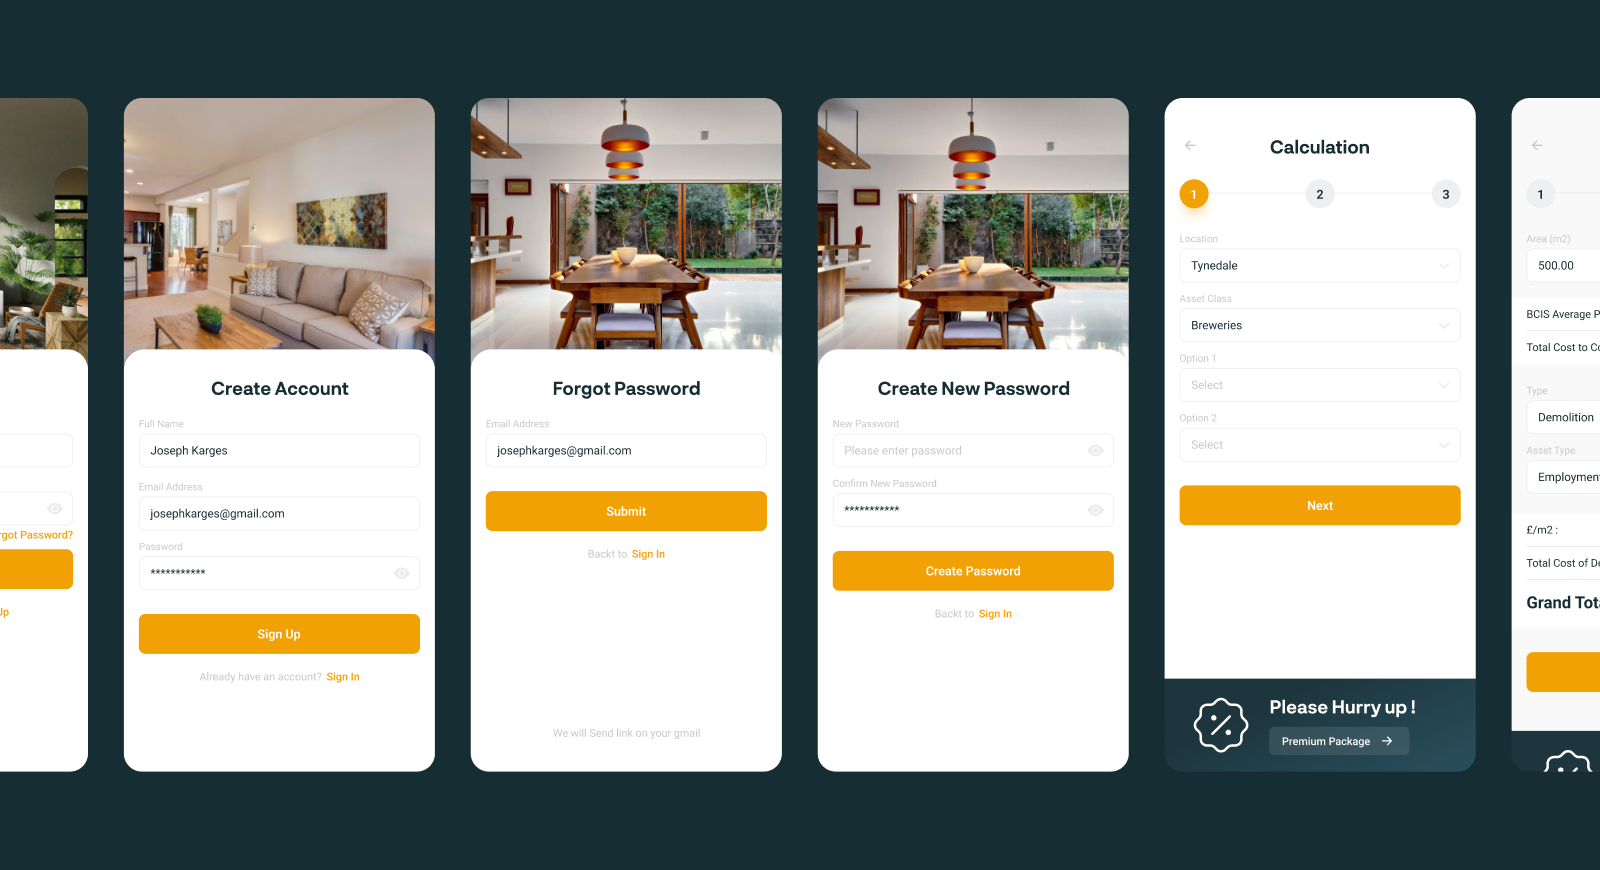 rgot Password?
Up
Create Account
Full Name
Joseph Karges
Email Address
josephkarges@gmail.com
Password
***********
Sign Up
Already have an account? Sign In
Forgot Password
Email Address
josephkarges@gmail.com
Submit
Backt to Sign In
We will Send link on your gmail
Create New Password
New Password
Please enter password
Confirm New Password
***********
Create Password
Backt to Sign In
Calculation
1 2 3
Location
Tynedale
Asset Class
Breweries
Option 1
Select
Option 2
Select
Next
Please Hurry up !
Premium Package
1
Area (m2)
500.00
BCIS Average P
Total Cost to Co
Type
Demolition
Asset Type
Employment
£/m2 :
Total Cost of De
Grand Tota